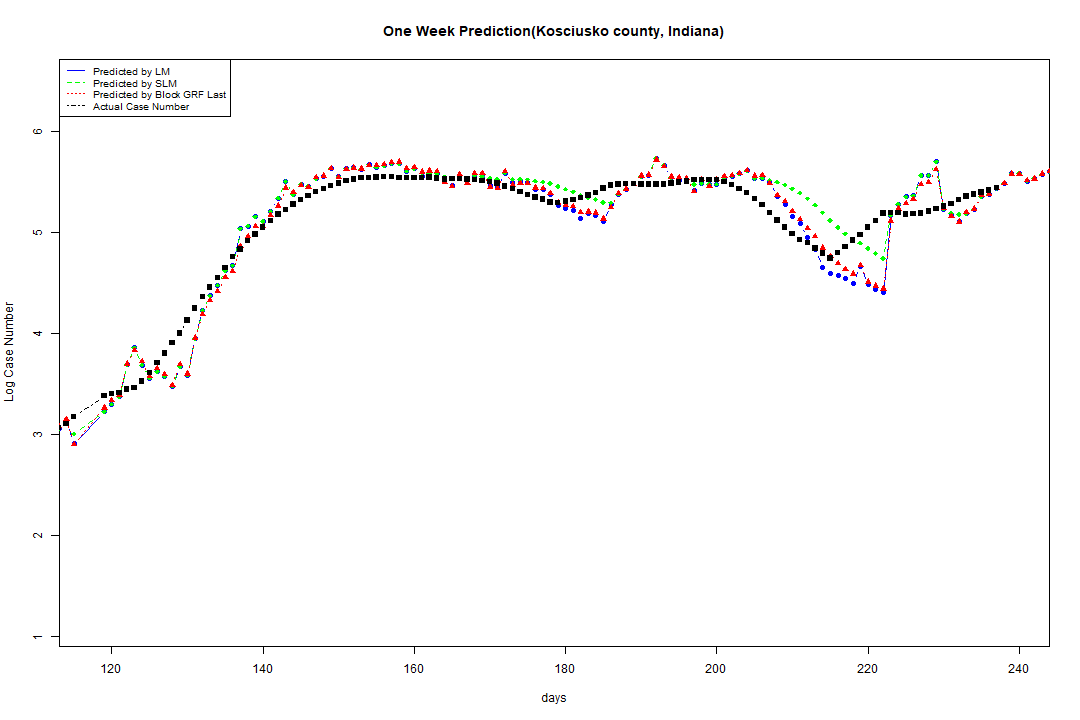 One Week Prediction(Kosciusko county, Indiana)
Predicted by LM
Predicted by SLM
Predicted by Block GRF Last
Actual Case Number
6
5
4
3
2
1
Log Case Number
120 140 160 180 200 220 240
days